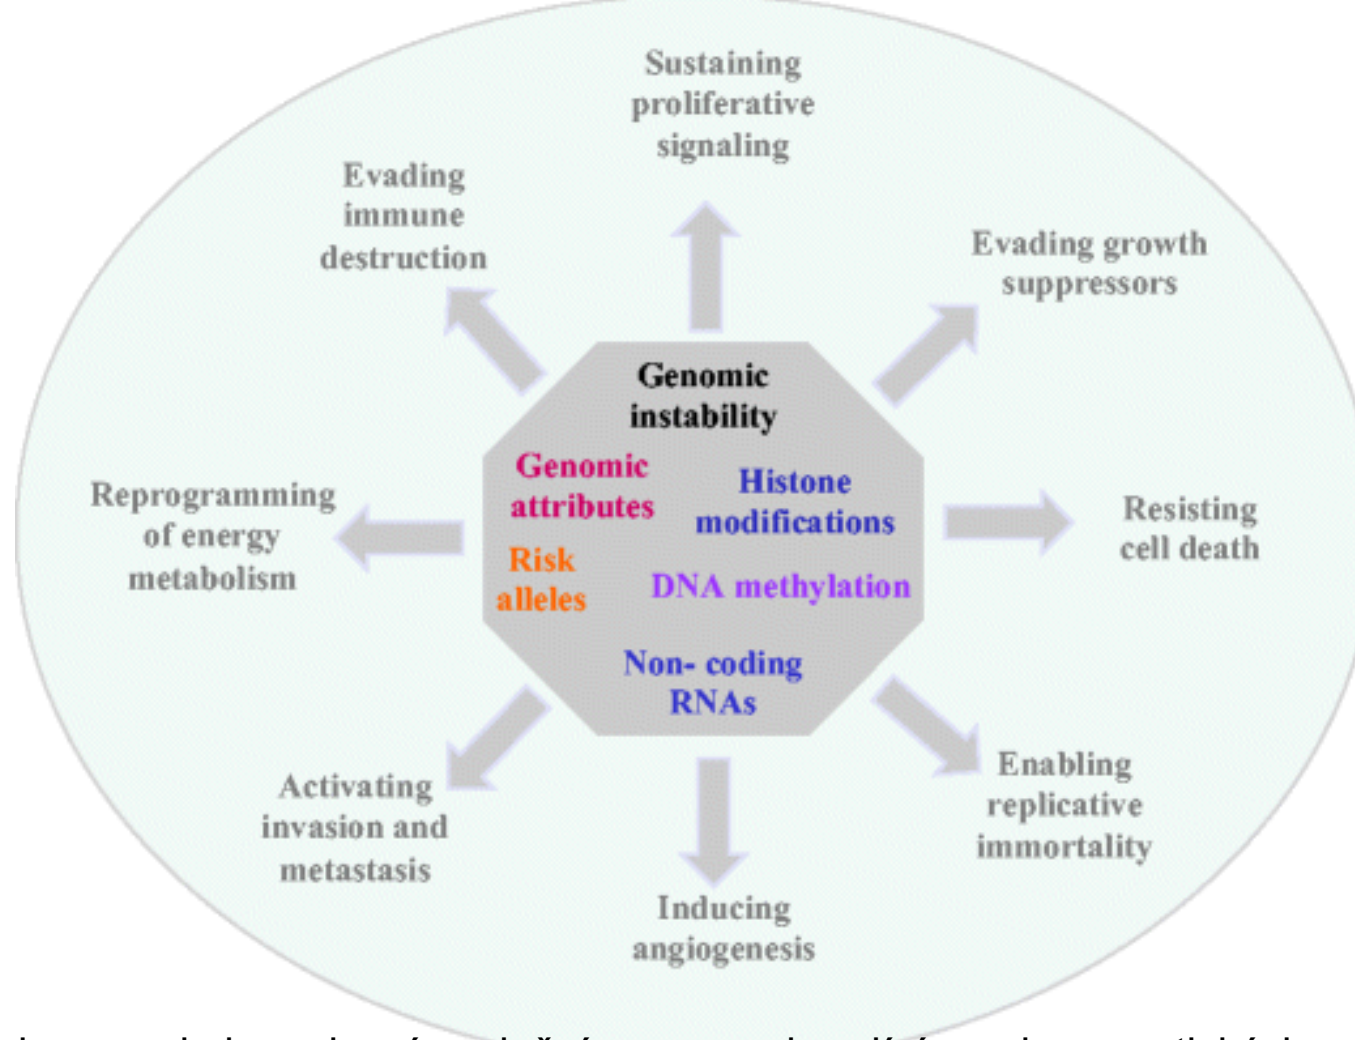 Sustaining
proliferative
signaling
Evading
immune
destruction
Evading growth
suppressors
Genomic
instability
Genomic
attributes
Histone
modifications
Reprogramming
of energy
metabolism
Resisting
cell death
Risk
alleles
DNA methylation
Non- coding
RNAs
Activating
invasion and
metastasis
Enabling
replicative
immortality
Inducing
angiogenesis